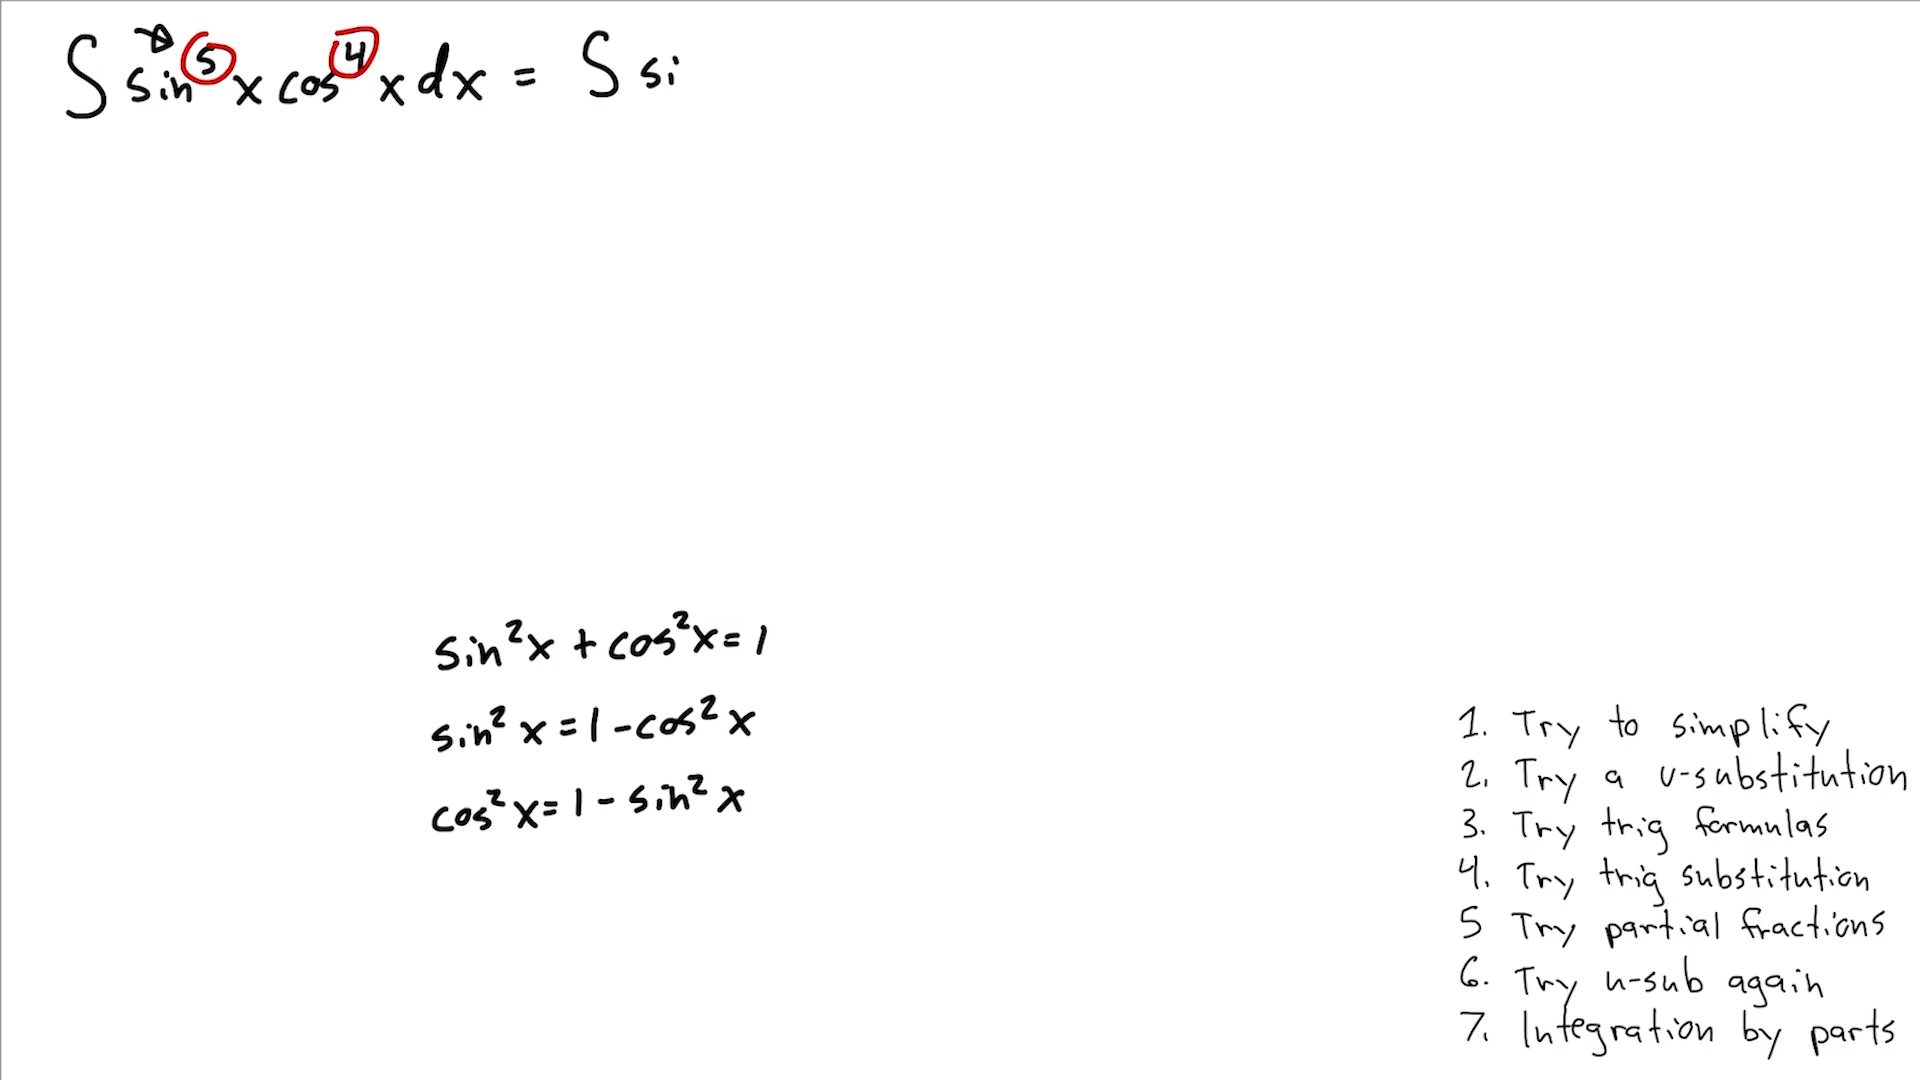 ∫ sin⁵x cos⁴x dx = ∫ si
sin²x + cos²x = 1
sin²x = 1 - cos²x
cos²x = 1 - sin²x
1. Try to simplify
2. Try a u-substitution
3. Try trig formulas
4. Try trig substitution
5 Try partial fractions
6. Try u-sub again
7. Integration by parts